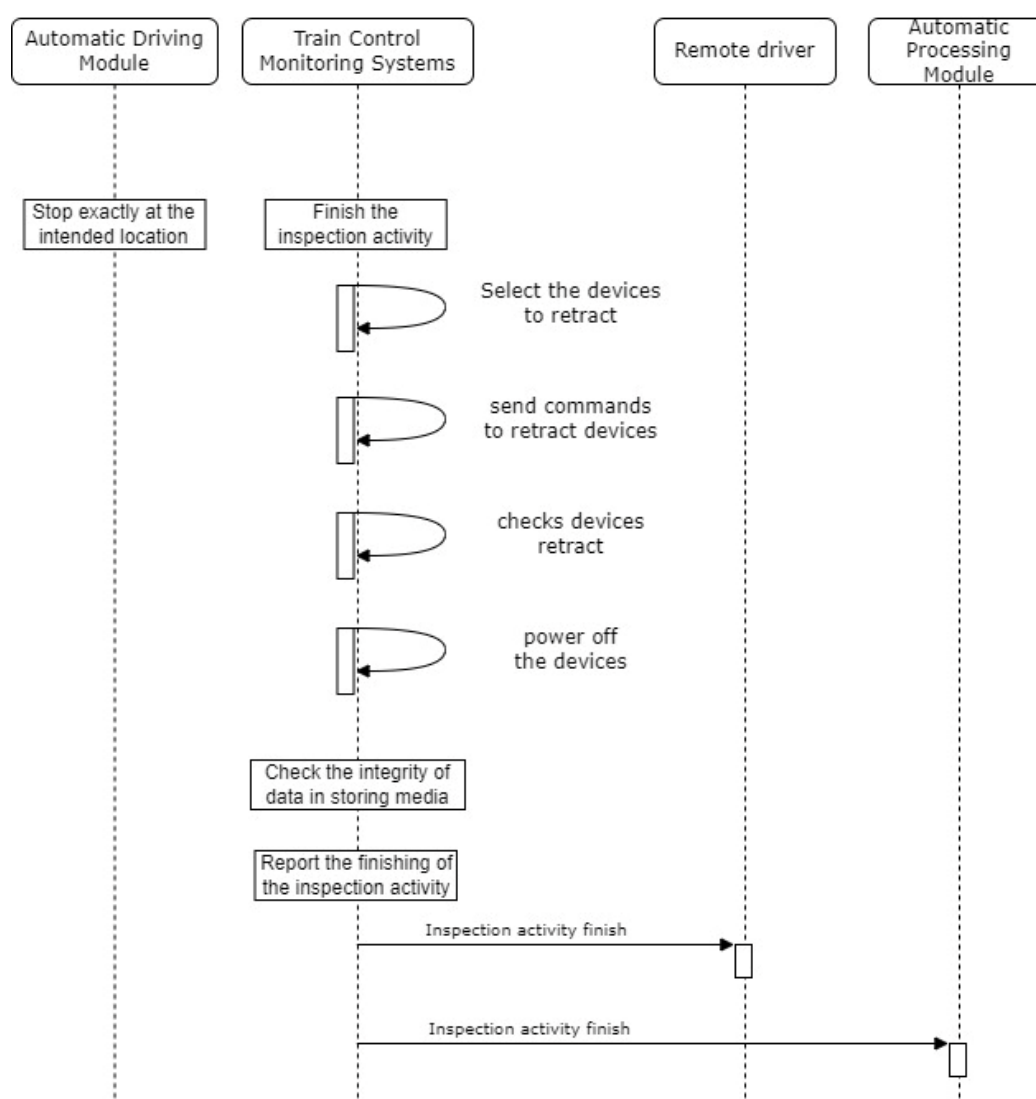 Automatic Driving
Module
Train Control
Monitoring Systems
Remote driver
Automatic
Processing
Module
Stop exactly at the
intended location
Finish the
inspection activity
Select the devices
to retract
send commands
to retract devices
checks devices
retract
power off
the devices
Check the integrity of
data in storing media
Report the finishing of
the inspection activity
Inspection activity finish
Inspection activity finish